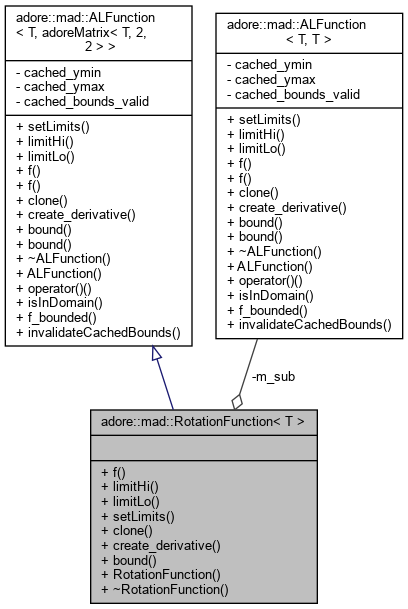 adore::mad::ALFunction
< T, adoreMatrix< T, 2,
2 > >
- cached_ymin
- cached_ymax
- cached_bounds_valid
+ setLimits()
+ limitHi()
+ limitLo()
+ f()
+ f()
+ clone()
+ create_derivative()
+ bound()
+ bound()
+ ~ALFunction()
+ ALFunction()
+ operator()()
+ isInDomain()
+ f_bounded()
+ invalidateCachedBounds()
adore::mad::ALFunction
< T, T >
- cached_ymin
- cached_ymax
- cached_bounds_valid
+ setLimits()
+ limitHi()
+ limitLo()
+ f()
+ f()
+ clone()
+ create_derivative()
+ bound()
+ bound()
+ ~ALFunction()
+ ALFunction()
+ operator()()
+ isInDomain()
+ f_bounded()
+ invalidateCachedBounds()
-m_sub
adore::mad::RotationFunction< T >
+ f()
+ limitHi()
+ limitLo()
+ setLimits()
+ clone()
+ create_derivative()
+ bound()
+ RotationFunction()
+ ~RotationFunction()